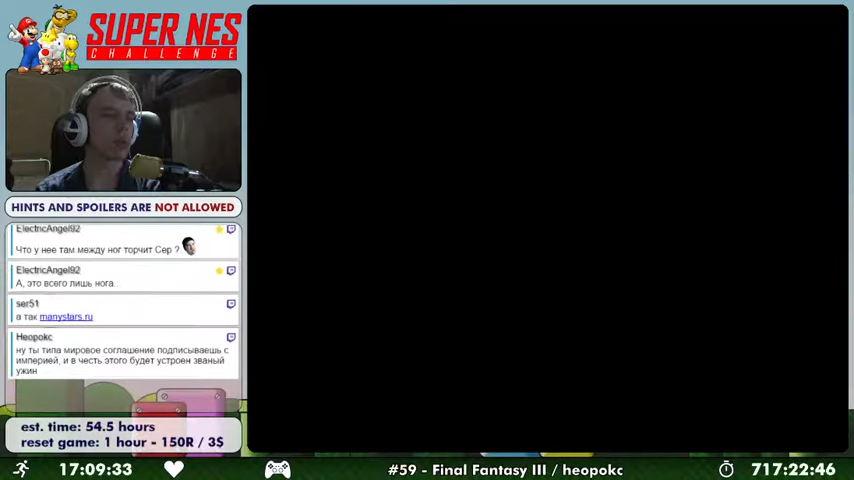 SUPER NES
CHALLENGE
HINTS AND SPOILERS ARE NOT ALLOWED
ElectricAngel92
Что у нее там между ног торчит Сер ?
ElectricAngel92
А, это всего лишь нога..
ser51
а так manystars.ru
Heopokc
ну ты типа мировое соглашение подписываешь с
империей, и в честь этого будет устроен званый
ужин
est. time: 54.5 hours
reset game: 1 hour - 150R / 3$
17:09:33
#59 - Final Fantasy III / heopokc
717:22:46